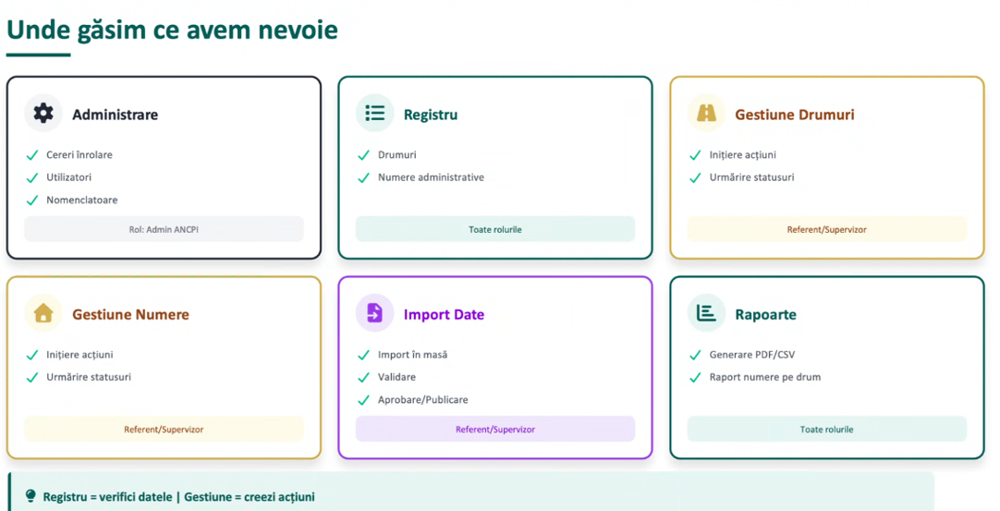 Unde găsim ce avem nevoie
Administrare
Cereri înrolare
Utilizatori
Nomenclatoare
Rol: Admin ANCPI
Registru
Drumuri
Numere administrative
Toate rolurile
Gestiune Drumuri
Inițiere acțiuni
Urmărire statusuri
Referent/Supervizor
Gestiune Numere
Inițiere acțiuni
Urmărire statusuri
Referent/Supervizor
Import Date
Import în masă
Validare
Aprobare/Publicare
Referent/Supervizor
Rapoarte
Generare PDF/CSV
Raport numere pe drum
Toate rolurile
Registru = verifici datele | Gestiune = creezi acțiuni